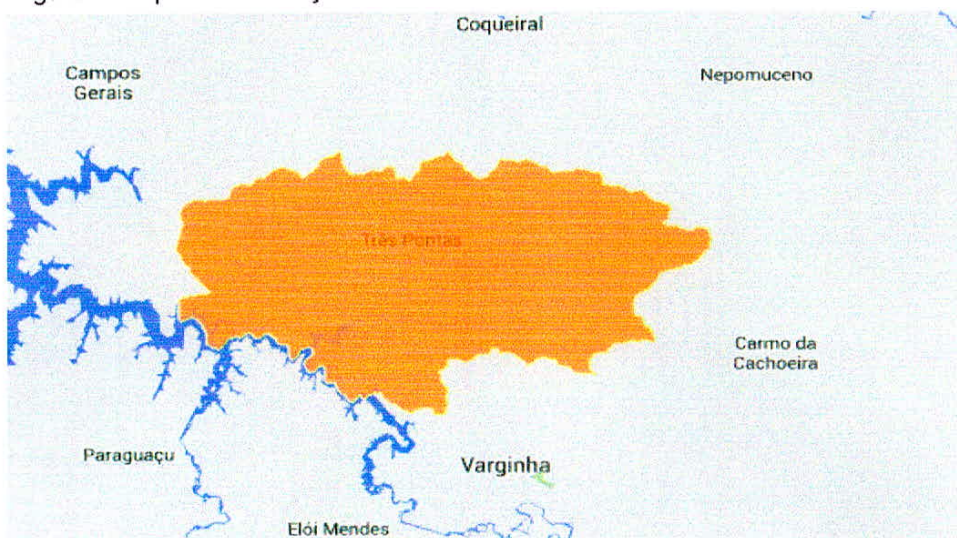 Coqueiral
Campos
Gerais
Nepomuceno
Três Pontas
Carmo da
Cachoeira
Paraguaçu
Varginha
Elói Mendes